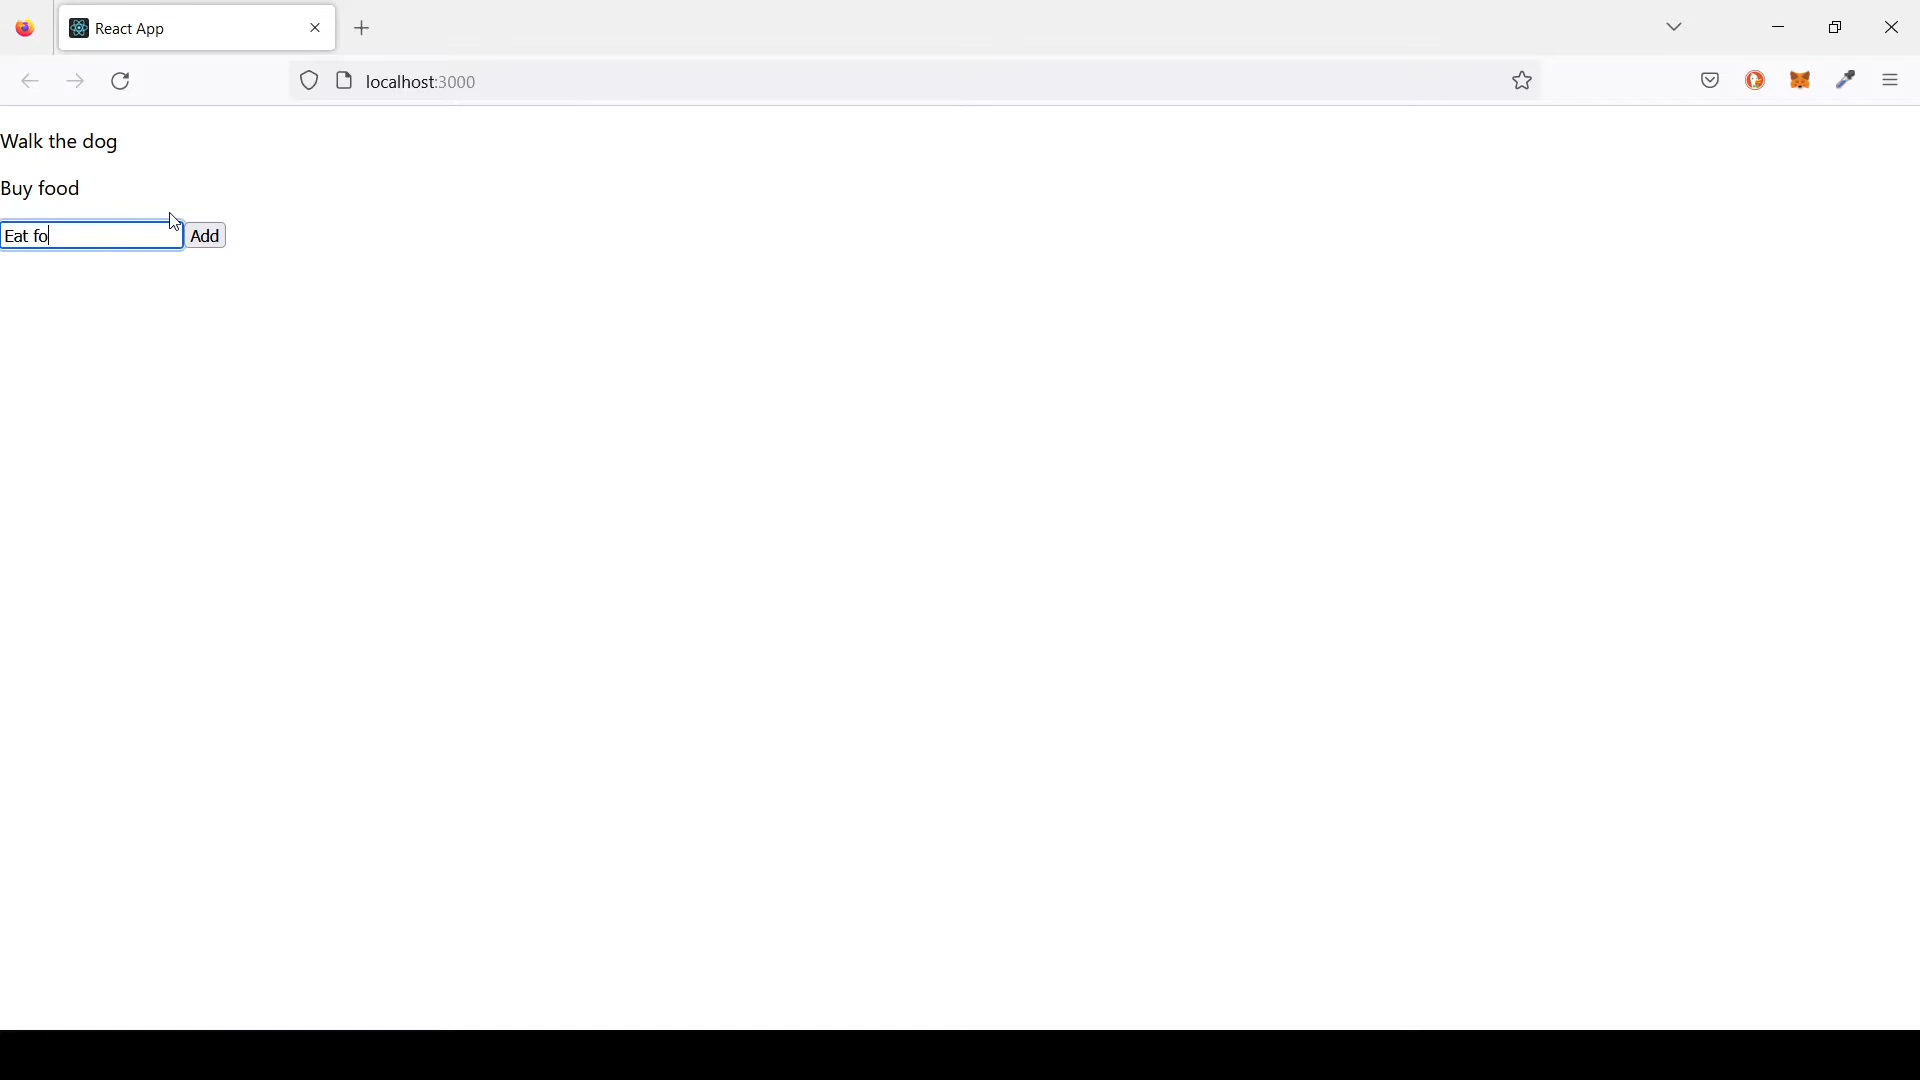 React App
localhost:3000
Walk the dog
Buy food
Eat fo
Add